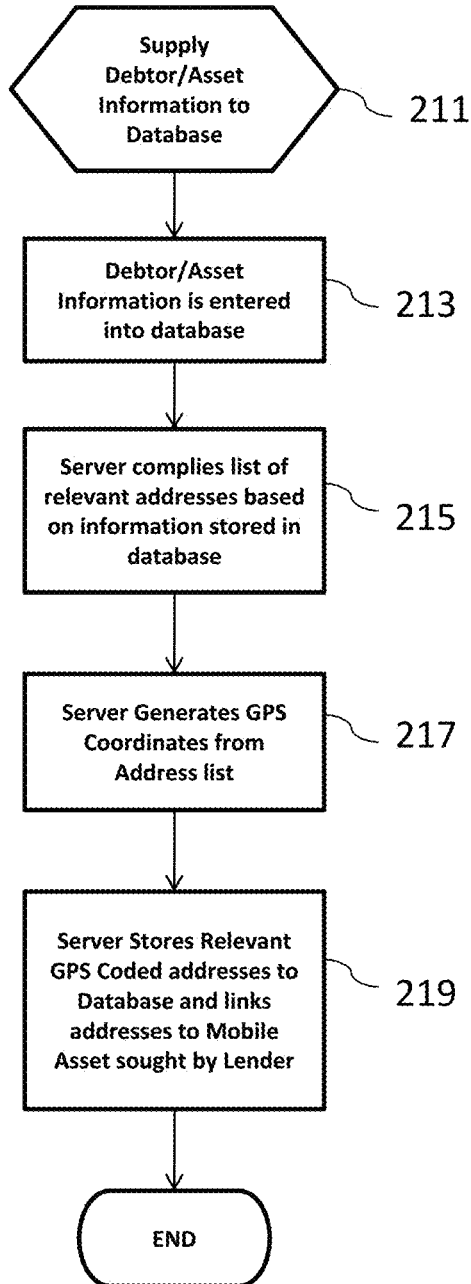 Supply
Debtor/Asset
Information to
Database
211
Debtor/Asset
Information is entered
into database
213
Server complies list of
relevant addresses based
on information stored in
database
215
Server Generates GPS
Coordinates from
Address list
217
Server Stores Relevant
GPS Coded addresses to
Database and links
addresses to Mobile
Asset sought by Lender
219
END